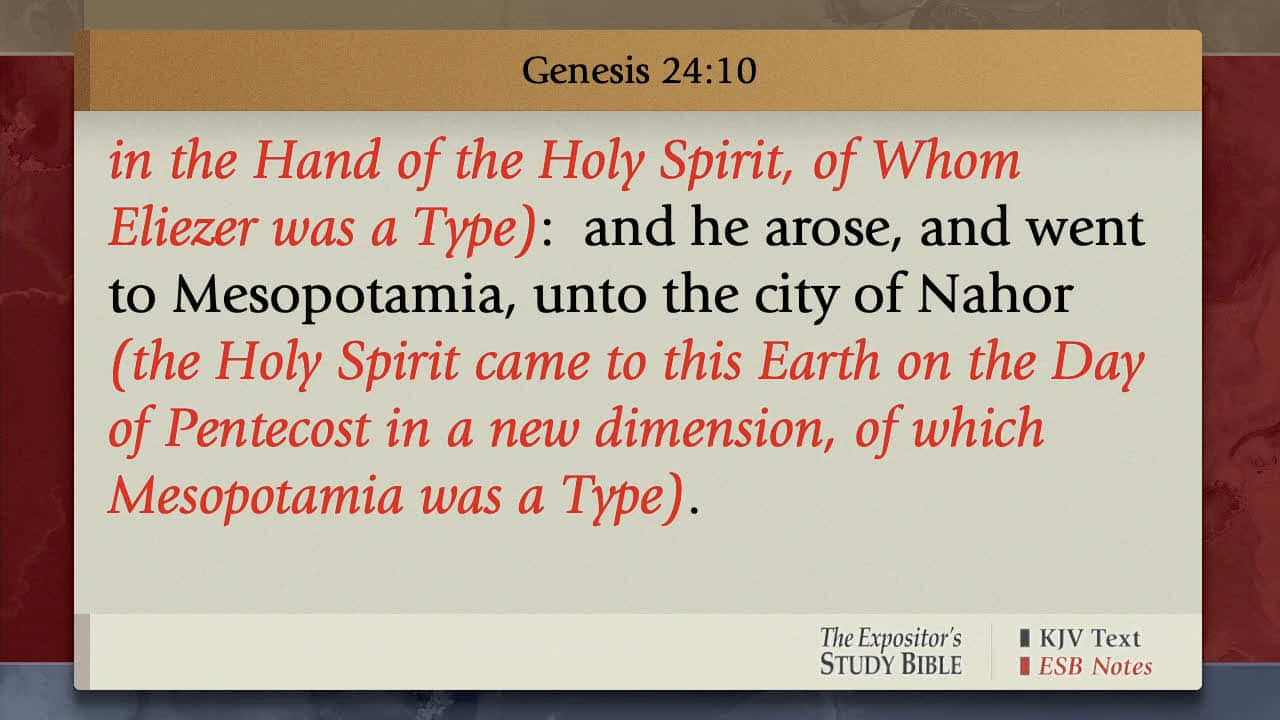 Genesis 24:10
in the Hand of the Holy Spirit, of Whom
Eliezer was a Type): and he arose, and went
to Mesopotamia, unto the city of Nahor
(the Holy Spirit came to this Earth on the Day
of Pentecost in a new dimension, of which
Mesopotamia was a Type).
The Expositor's
STUDY BIBLE
KJV Text
ESB Notes